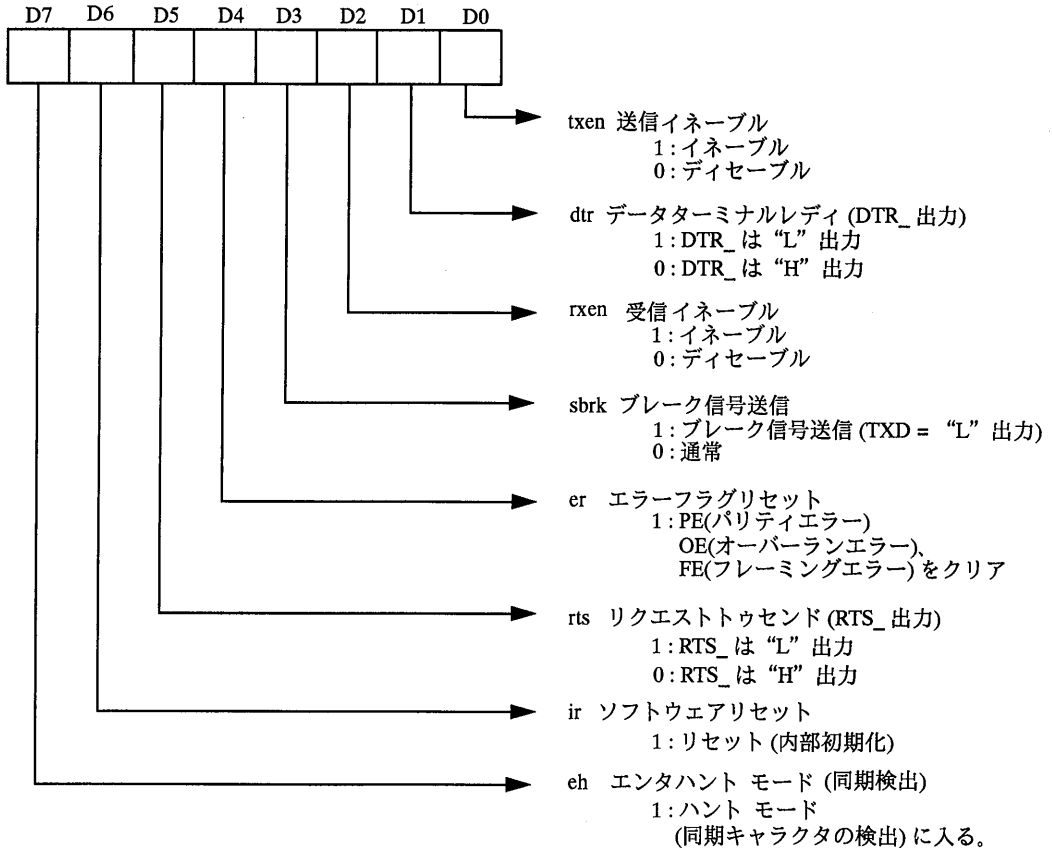 D7 D6 D5 D4 D3 D2 D1 D0
txen 送信イネーブル
1 : イネーブル
0 : ディセーブル
dtr データターミナルレディ (DTR_ 出力)
1 : DTR_ は “L” 出力
0 : DTR_ は “H” 出力
rxen 受信イネーブル
1 : イネーブル
0 : ディセーブル
sbrk ブレーク信号送信
1 : ブレーク信号送信 (TXD = “L” 出力)
0 : 通常
er エラーフラグリセット
1 : PE(パリティエラー)
OE(オーバーランエラー)、
FE(フレーミングエラー) をクリア
rts リクエストトゥセンド (RTS_ 出力)
1 : RTS_ は “L” 出力
0 : RTS_ は “H” 出力
ir ソフトウェアリセット
1 : リセット (内部初期化)
eh エンタハント モード (同期検出)
1 : ハント モード
(同期キャラクタの検出) に入る。